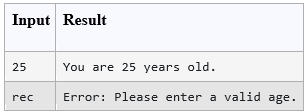 Input Result
25 You are 25 years old.
rec Error: Please enter a valid age.